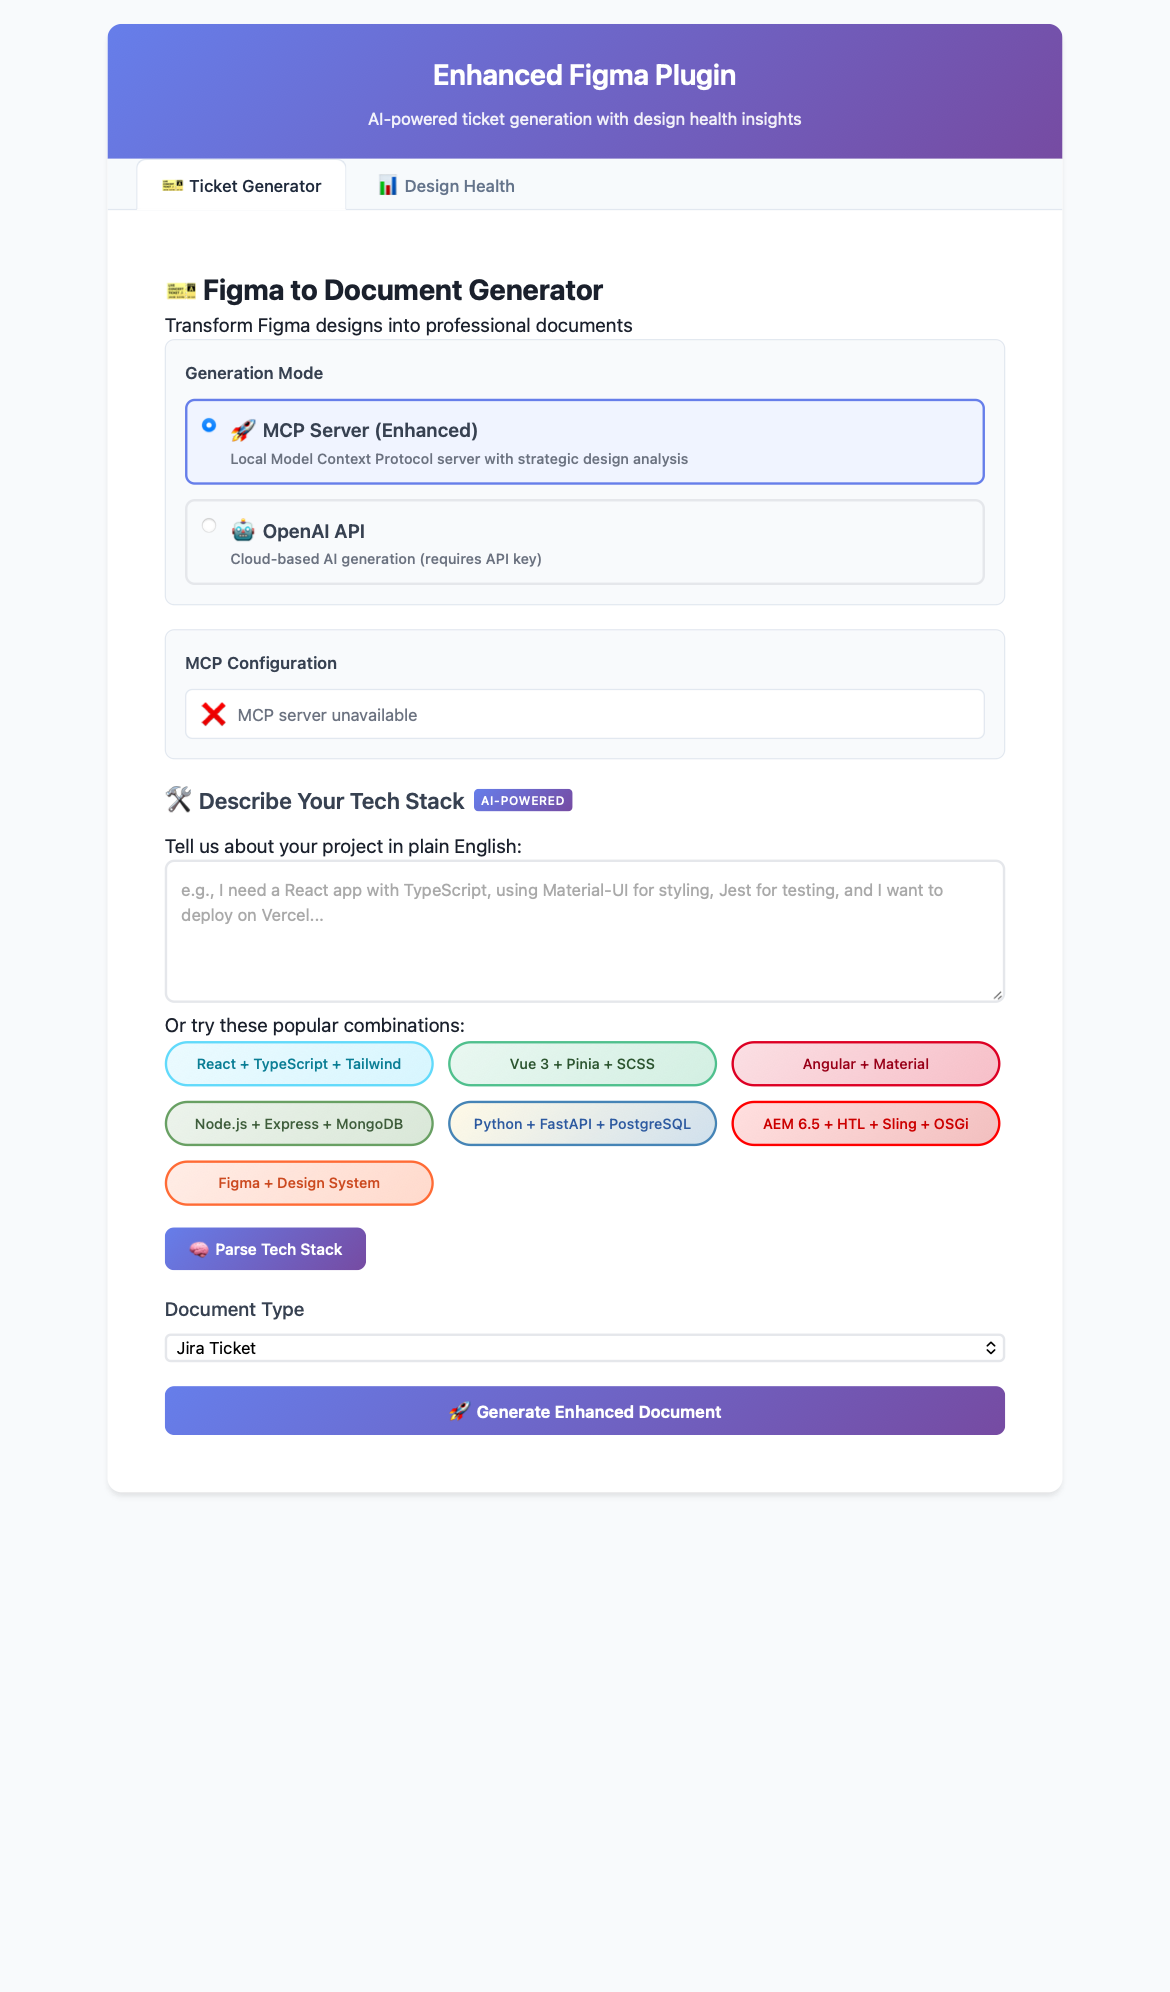 Enhanced Figma Plugin
AI-powered ticket generation with design health insights
🎫 Ticket Generator
📊 Design Health
🎫 Figma to Document Generator
Transform Figma designs into professional documents
Generation Mode
🚀 MCP Server (Enhanced)
Local Model Context Protocol server with strategic design analysis
🤖 OpenAI API
Cloud-based AI generation (requires API key)
MCP Configuration
❌ MCP server unavailable
🛠️ Describe Your Tech Stack AI-POWERED
Tell us about your project in plain English:
e.g., I need a React app with TypeScript, using Material-UI for styling, Jest for testing, and I want to
deploy on Vercel...
Or try these popular combinations:
React + TypeScript + Tailwind
Vue 3 + Pinia + SCSS
Angular + Material
Node.js + Express + MongoDB
Python + FastAPI + PostgreSQL
AEM 6.5 + HTL + Sling + OSGi
Figma + Design System
🧠 Parse Tech Stack
Document Type
Jira Ticket
🚀 Generate Enhanced Document